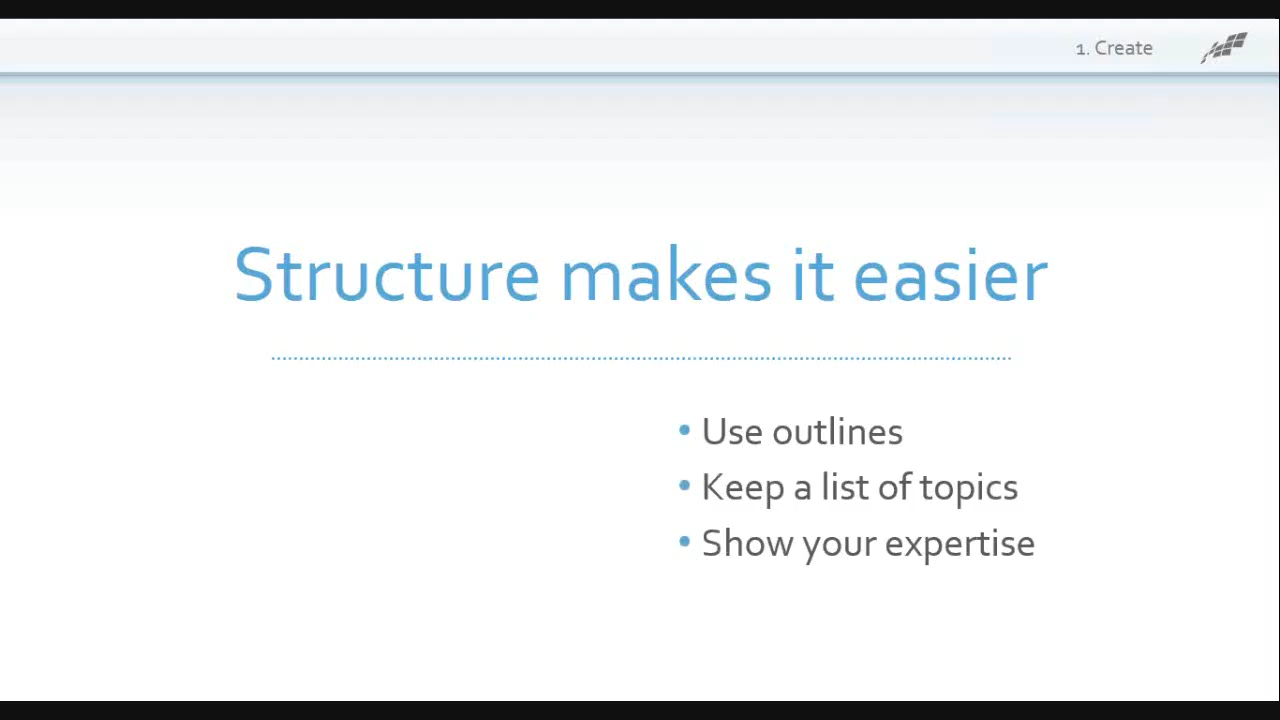 1. Create
Structure makes it easier
• Use outlines
• Keep a list of topics
• Show your expertise